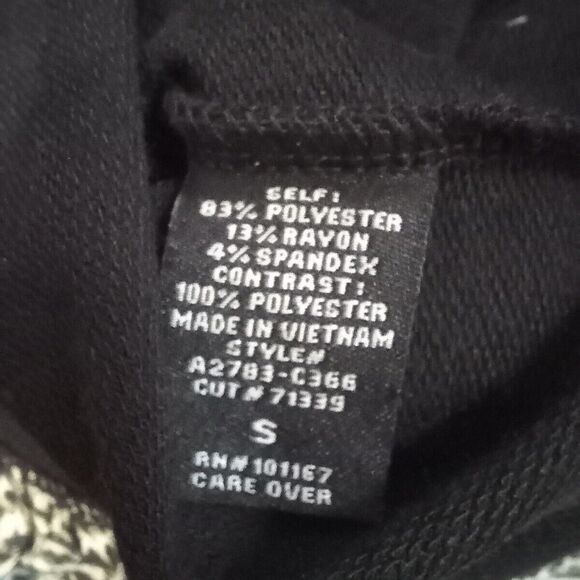 SELF:
83% POLYESTER
13% RAYON
4% SPANDEX
CONTRAST:
100% POLYESTER
MADE IN VIETNAM
STYLE#
A2783-C366
CUT# 71339
S
RN# 101167
CARE OVER